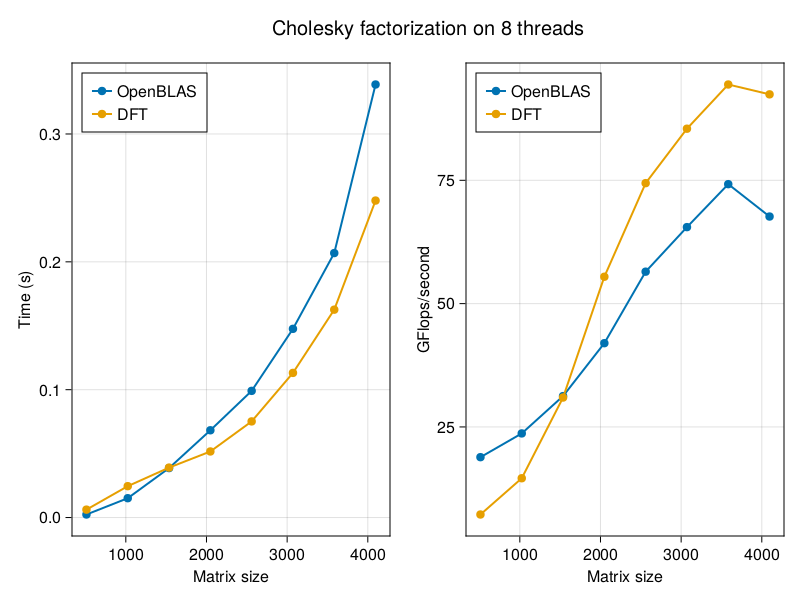 Cholesky factorization on 8 threads
OpenBLAS
DFT
Time (s)
0.3
0.2
0.1
0.0
1000 2000 3000 4000
Matrix size
OpenBLAS
DFT
GFlops/second
75
50
25
1000 2000 3000 4000
Matrix size